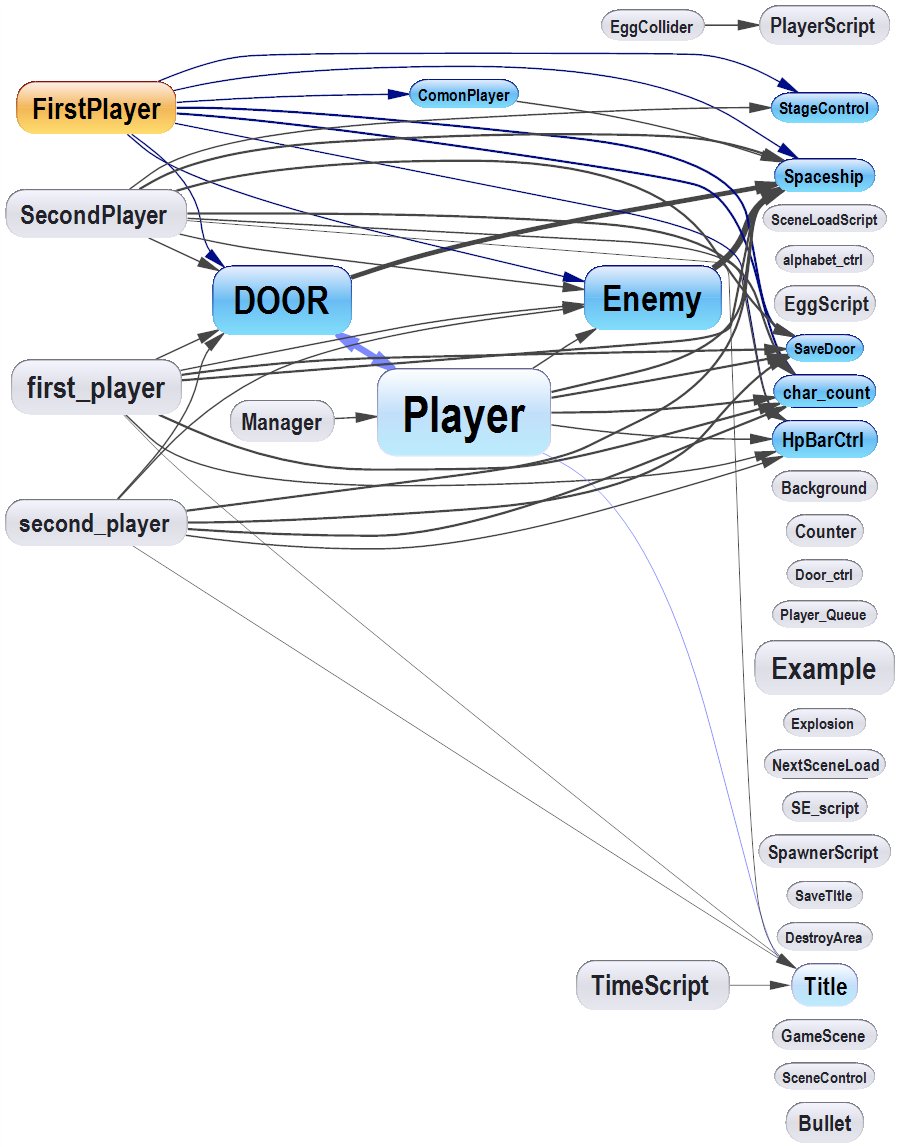 EggCollider
PlayerScript
FirstPlayer
ComonPlayer
StageControl
Spaceship
SecondPlayer
SceneLoadScript
alphabet_ctrl
DOOR
Enemy
EggScript
SaveDoor
first_player
char_count
Manager
Player
HpBarCtrl
Background
second_player
Counter
Door_ctrl
Player_Queue
Example
Explosion
NextSceneLoad
SE_script
SpawnerScript
SaveTItle
DestroyArea
TimeScript
Title
GameScene
SceneControl
Bullet